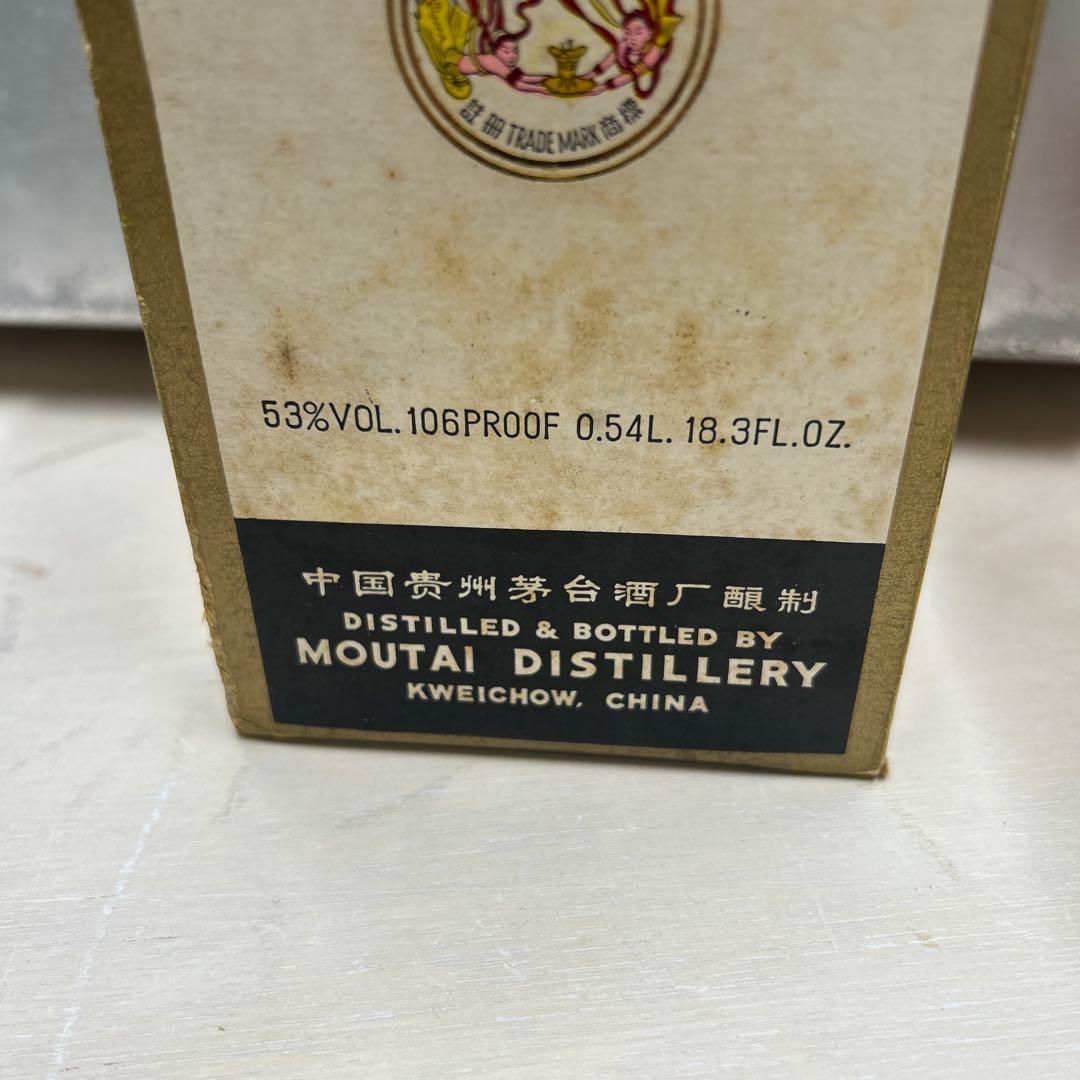 註冊 TRADE MARK 商標
53%VOL. 106PROOF 0.54L. 18.3FL.OZ.
中国贵州茅台酒厂酿制
DISTILLED & BOTTLED BY
MOUTAI DISTILLERY
KWEICHOW, CHINA